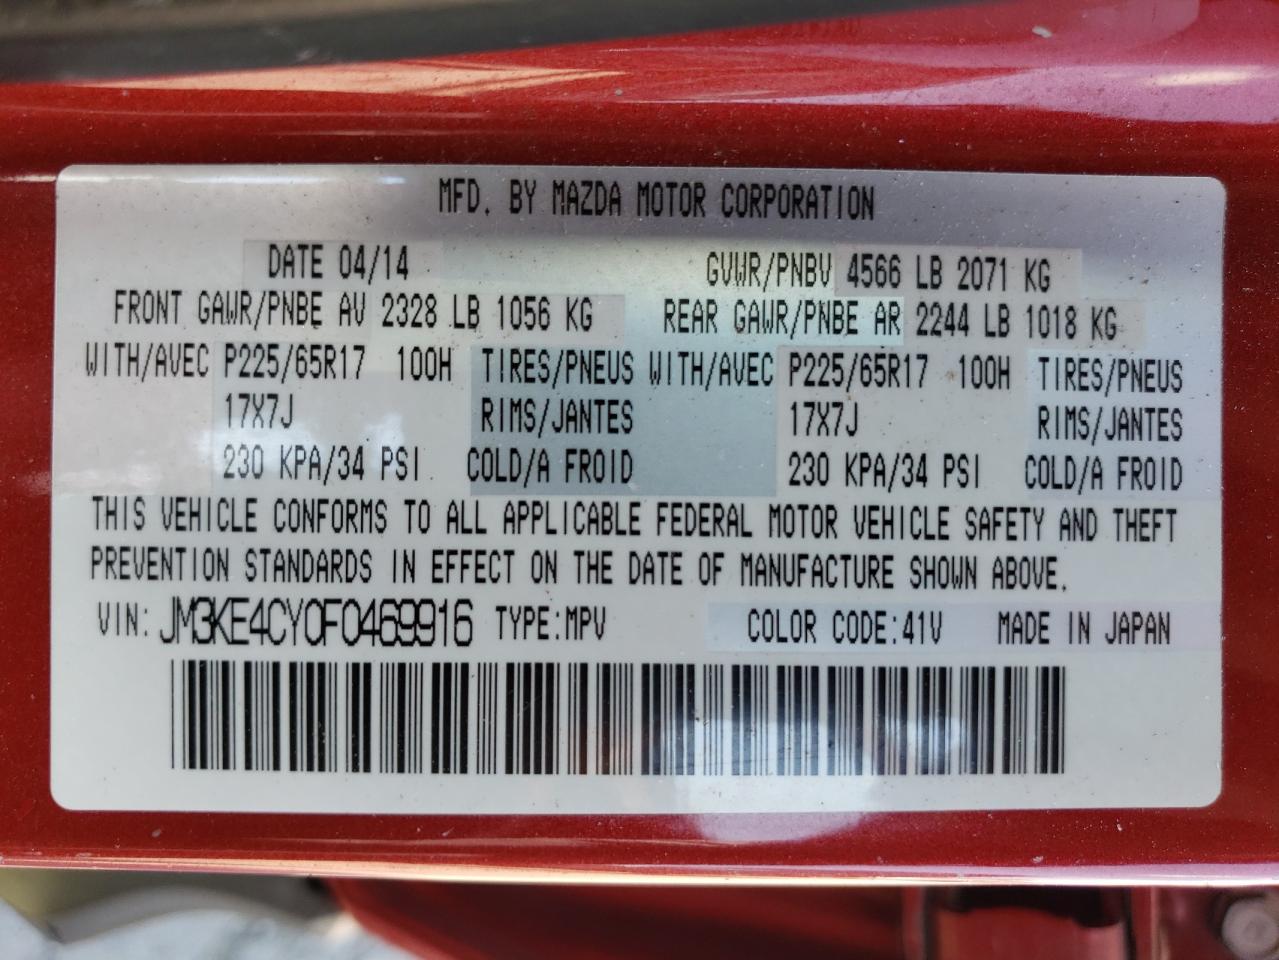 MFD. BY MAZDA MOTOR CORPORATION
DATE 04/14 GVWR/PNBV 4566 LB 2071 KG
FRONT GAWR/PNBE AV 2328 LB 1056 KG REAR GAWR/PNBE AR 2244 LB 1018 KG
WITH/AVEC P225/65R17 100H TIRES/PNEUS WITH/AVEC P225/65R17 100H TIRES/PNEUS
17X7J RIMS/JANTES 17X7J RIMS/JANTES
230 KPA/34 PSI COLD/A FROID 230 KPA/34 PSI COLD/A FROID
THIS VEHICLE CONFORMS TO ALL APPLICABLE FEDERAL MOTOR VEHICLE SAFETY AND THEFT
PREVENTION STANDARDS IN EFFECT ON THE DATE OF MANUFACTURE SHOWN ABOVE.
VIN: JM3KE4CY0F0469916 TYPE:MPV COLOR CODE:41V MADE IN JAPAN